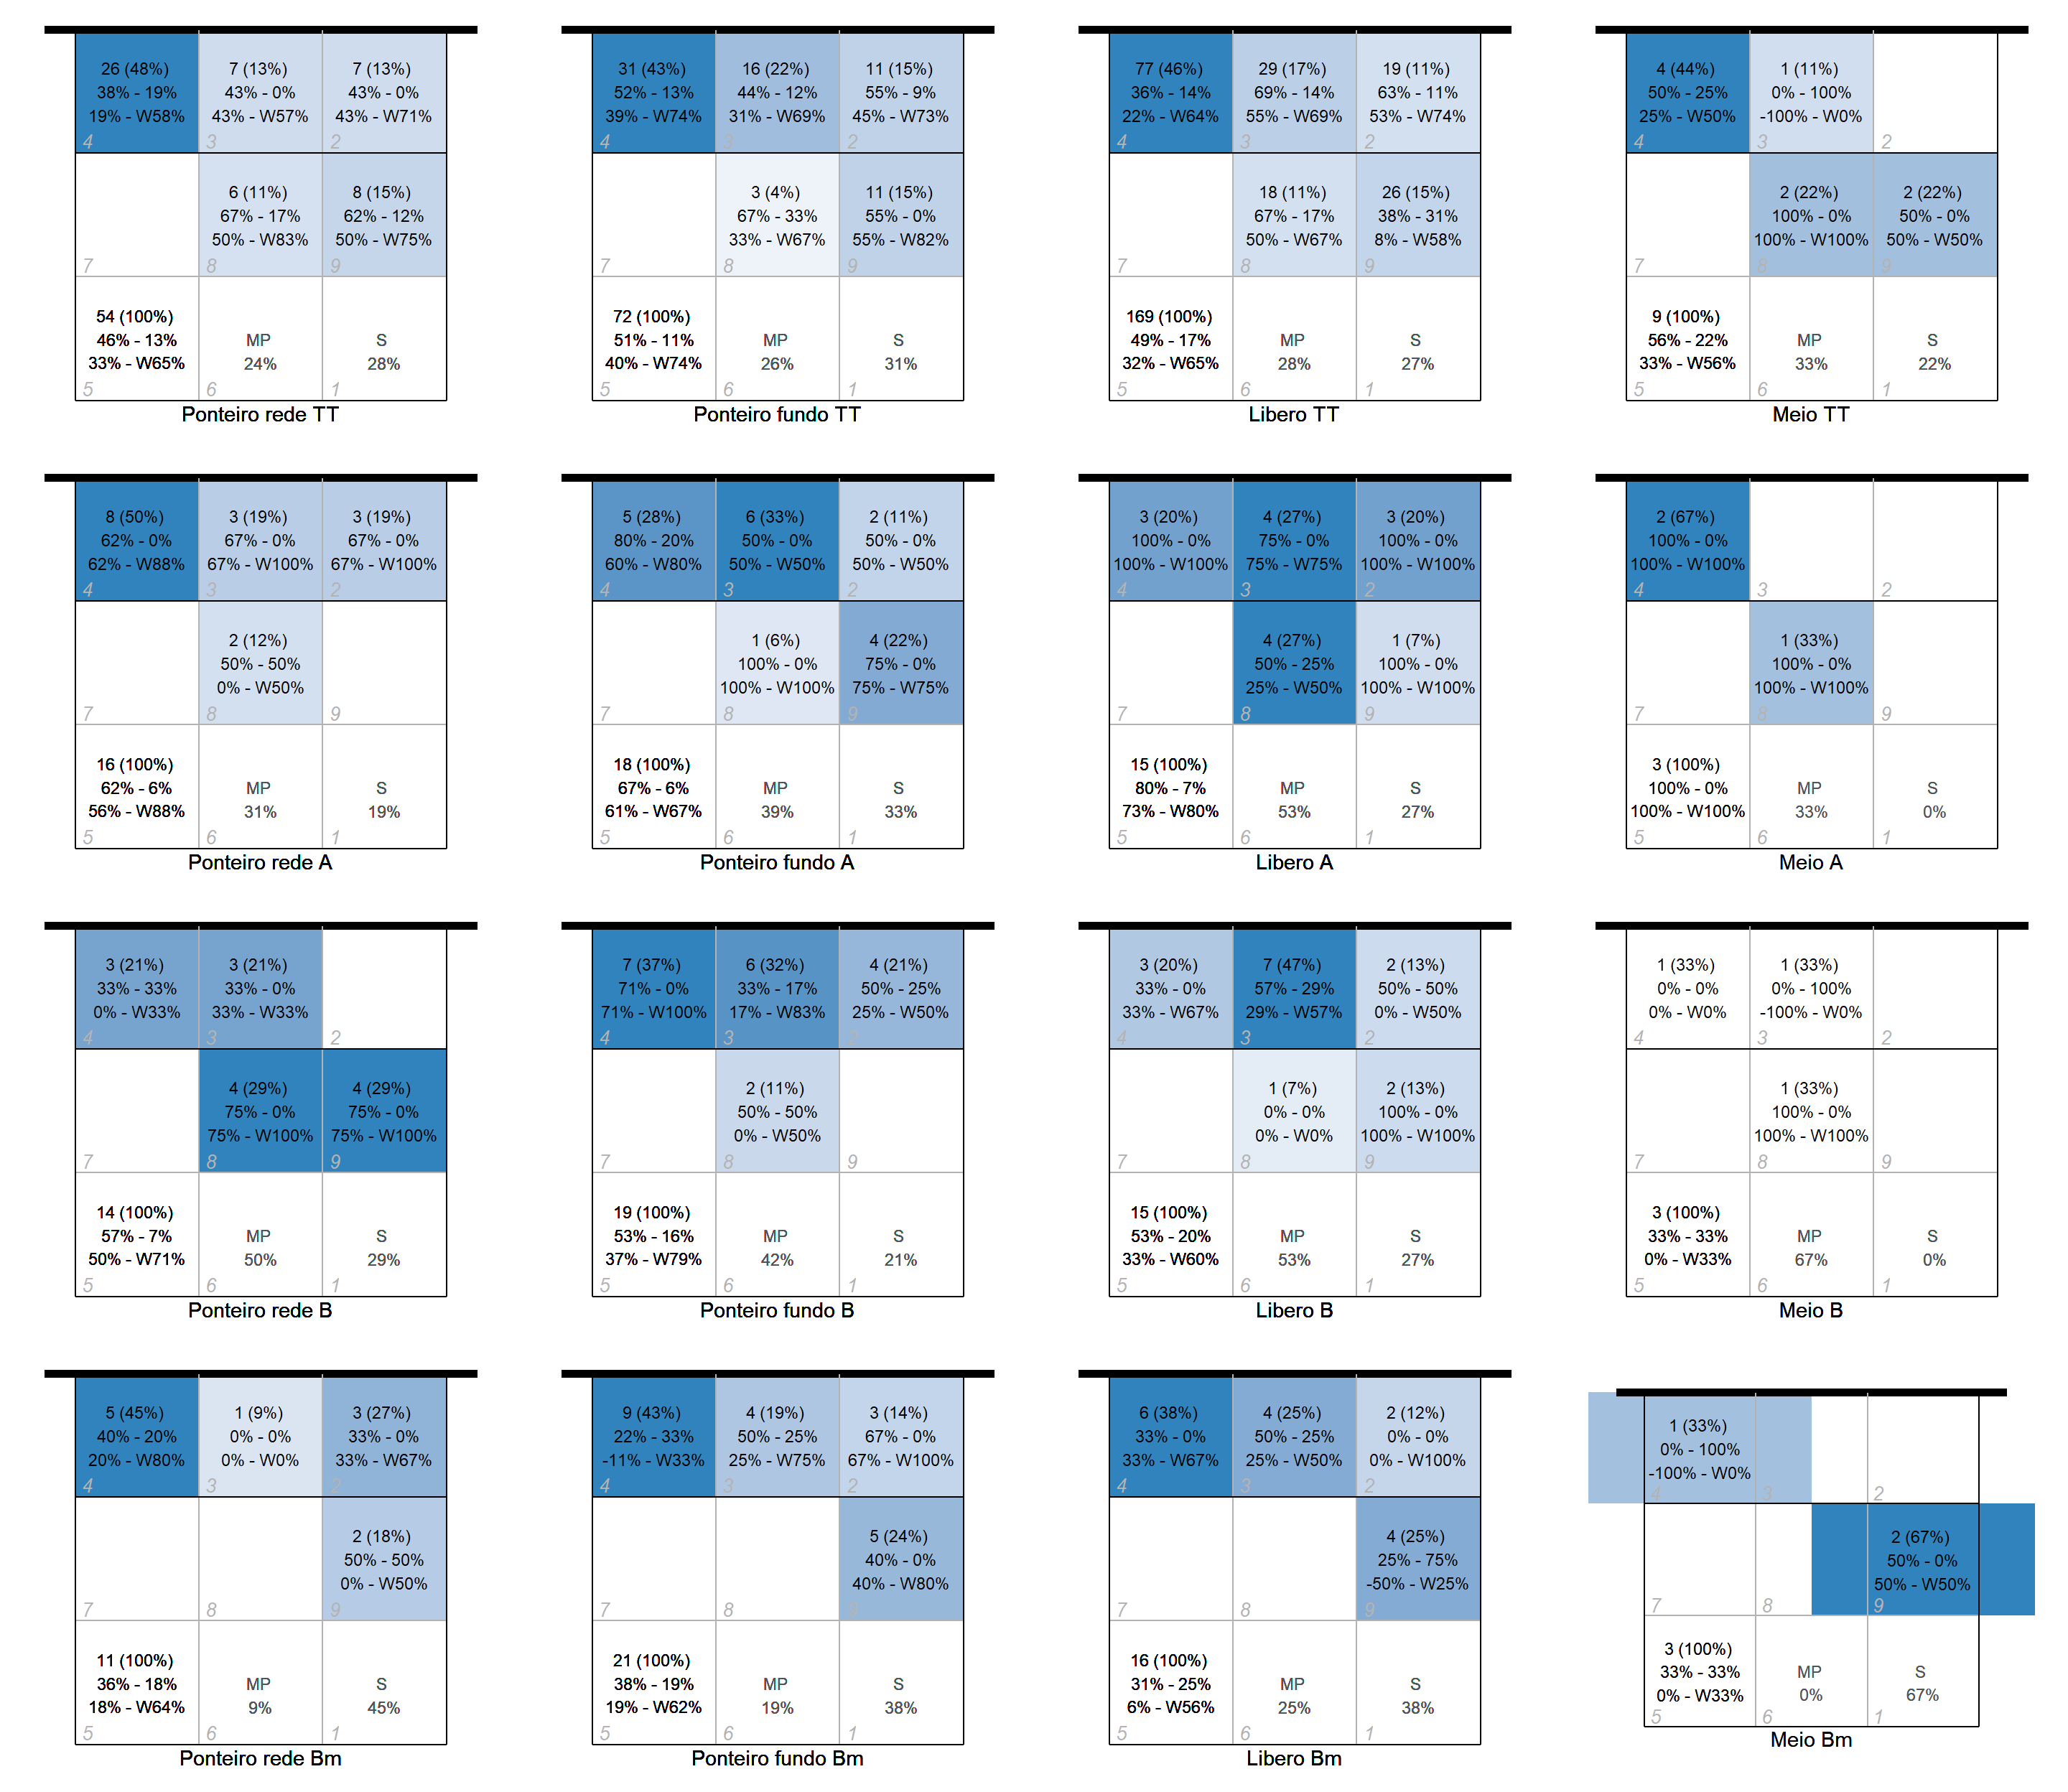 26 (48%)
38% - 19%
19% - W58%
4
7 (13%)
43% - 0%
43% - W57%
3
7 (13%)
43% - 0%
43% - W71%
2
7
6 (11%)
67% - 17%
50% - W83%
8
8 (15%)
62% - 12%
50% - W75%
9
54 (100%)
46% - 13%
33% - W65%
5
MP
24%
6
S
28%
1
Ponteiro rede TT
31 (43%)
52% - 13%
39% - W74%
4
16 (22%)
44% - 12%
31% - W69%
3
11 (15%)
55% - 9%
45% - W73%
2
7
3 (4%)
67% - 33%
33% - W67%
8
11 (15%)
55% - 0%
55% - W82%
9
72 (100%)
51% - 11%
40% - W74%
5
MP
26%
6
S
31%
1
Ponteiro fundo TT
77 (46%)
36% - 14%
22% - W64%
4
29 (17%)
69% - 14%
55% - W69%
3
19 (11%)
63% - 11%
53% - W74%
2
7
18 (11%)
67% - 17%
50% - W67%
8
26 (15%)
38% - 31%
8% - W58%
9
169 (100%)
49% - 17%
32% - W65%
5
MP
28%
6
S
27%
1
Libero TT
4 (44%)
50% - 25%
25% - W50%
4
1 (11%)
0% - 100%
-100% - W0%
3
2
7
2 (22%)
100% - 0%
100% - W100%
8
2 (22%)
50% - 0%
50% - W50%
9
9 (100%)
56% - 22%
33% - W56%
5
MP
33%
6
S
22%
1
Meio TT
8 (50%)
62% - 0%
62% - W88%
4
3 (19%)
67% - 0%
67% - W100%
3
3 (19%)
67% - 0%
67% - W100%
2
7
2 (12%)
50% - 50%
0% - W50%
8
9
16 (100%)
62% - 6%
56% - W88%
5
MP
31%
6
S
19%
1
Ponteiro rede A
5 (28%)
80% - 20%
60% - W80%
4
6 (33%)
50% - 0%
50% - W50%
3
2 (11%)
50% - 0%
50% - W50%
2
7
1 (6%)
100% - 0%
100% - W100%
8
4 (22%)
75% - 0%
75% - W75%
9
18 (100%)
67% - 6%
61% - W67%
5
MP
39%
6
S
33%
1
Ponteiro fundo A
3 (20%)
100% - 0%
100% - W100%
4
4 (27%)
75% - 0%
75% - W75%
3
3 (20%)
100% - 0%
100% - W100%
2
7
4 (27%)
50% - 25%
25% - W50%
8
1 (7%)
100% - 0%
100% - W100%
9
15 (100%)
80% - 7%
73% - W80%
5
MP
53%
6
S
27%
1
Libero A
2 (67%)
100% - 0%
100% - W100%
4
3
2
7
1 (33%)
100% - 0%
100% - W100%
8
9
3 (100%)
100% - 0%
100% - W100%
5
MP
33%
6
S
0%
1
Meio A
3 (21%)
33% - 33%
0% - W33%
4
3 (21%)
33% - 0%
33% - W33%
3
2
7
4 (29%)
75% - 0%
75% - W100%
8
4 (29%)
75% - 0%
75% - W100%
9
14 (100%)
57% - 7%
50% - W71%
5
MP
50%
6
S
29%
1
Ponteiro rede B
7 (37%)
71% - 0%
71% - W100%
4
6 (32%)
33% - 17%
17% - W83%
3
4 (21%)
50% - 25%
25% - W50%
7
2 (11%)
50% - 50%
0% - W50%
8
9
19 (100%)
53% - 16%
37% - W79%
5
MP
42%
6
S
21%
1
Ponteiro fundo B
3 (20%)
33% - 0%
33% - W67%
4
7 (47%)
57% - 29%
29% - W57%
3
2 (13%)
50% - 50%
0% - W50%
2
7
1 (7%)
0% - 0%
0% - W0%
8
2 (13%)
100% - 0%
100% - W100%
9
15 (100%)
53% - 20%
33% - W60%
5
MP
53%
6
S
27%
1
Libero B
1 (33%)
0% - 0%
0% - W0%
4
1 (33%)
0% - 100%
-100% - W0%
3
2
7
1 (33%)
100% - 0%
100% - W100%
8
9
3 (100%)
33% - 33%
0% - W33%
5
MP
67%
6
S
0%
1
Meio B
5 (45%)
40% - 20%
20% - W80%
4
1 (9%)
0% - 0%
0% - W0%
3
3 (27%)
33% - 0%
33% - W67%
7
8
2 (18%)
50% - 50%
0% - W50%
9
11 (100%)
36% - 18%
18% - W64%
5
MP
9%
6
S
45%
1
Ponteiro rede Bm
9 (43%)
22% - 33%
-11% - W33%
4
4 (19%)
50% - 25%
25% - W75%
3
3 (14%)
67% - 0%
67% - W100%
2
7
8
5 (24%)
40% - 0%
40% - W80%
21 (100%)
38% - 19%
19% - W62%
5
MP
19%
6
S
38%
1
Ponteiro fundo Bm
6 (38%)
33% - 0%
33% - W67%
4
4 (25%)
50% - 25%
25% - W50%
3
2 (12%)
0% - 0%
0% - W100%
2
7
8
4 (25%)
25% - 75%
-50% - W25%
9
16 (100%)
31% - 25%
6% - W56%
5
MP
25%
6
S
38%
1
Libero Bm
1 (33%)
0% - 100%
-100% - W0%
4
3
2
7
8
2 (67%)
50% - 0%
50% - W50%
9
3 (100%)
33% - 33%
0% - W33%
5
MP
0%
6
S
67%
1
Meio Bm